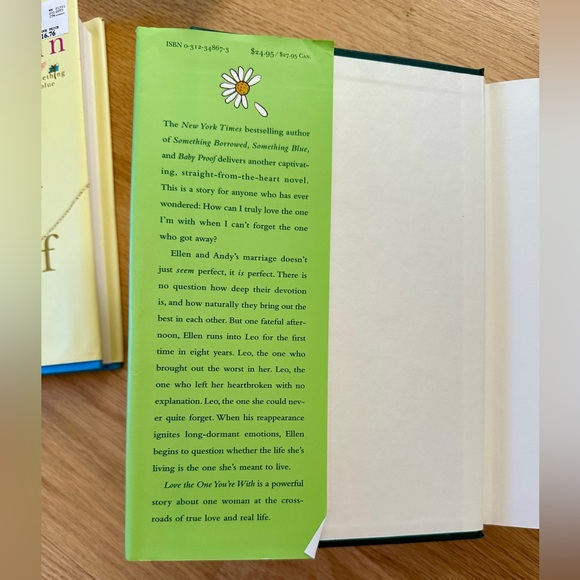 16.76
n
something
blue
f
ISBN 0-312-34867-3 $24.95 / $27.95 CAN.
The New York Times bestselling author
of Something Borrowed, Something Blue,
and Baby Proof delivers another captivat-
ing, straight-from-the-heart novel.
This is a story for anyone who has ever
wondered: How can I truly love the one
I'm with when I can't forget the one
who got away?
Ellen and Andy's marriage doesn't
just seem perfect, it is perfect. There is
no question how deep their devotion
is, and how naturally they bring out the
best in each other. But one fateful after-
noon, Ellen runs into Leo for the first
time in eight years. Leo, the one who
brought out the worst in her. Leo, the
one who left her heartbroken with no
explanation. Leo, the one she could nev-
er quite forget. When his reappearance
ignites long-dormant emotions, Ellen
begins to question whether the life she's
living is the one she's meant to live.
Love the One You're With is a powerful
story about one woman at the cross-
roads of true love and real life.